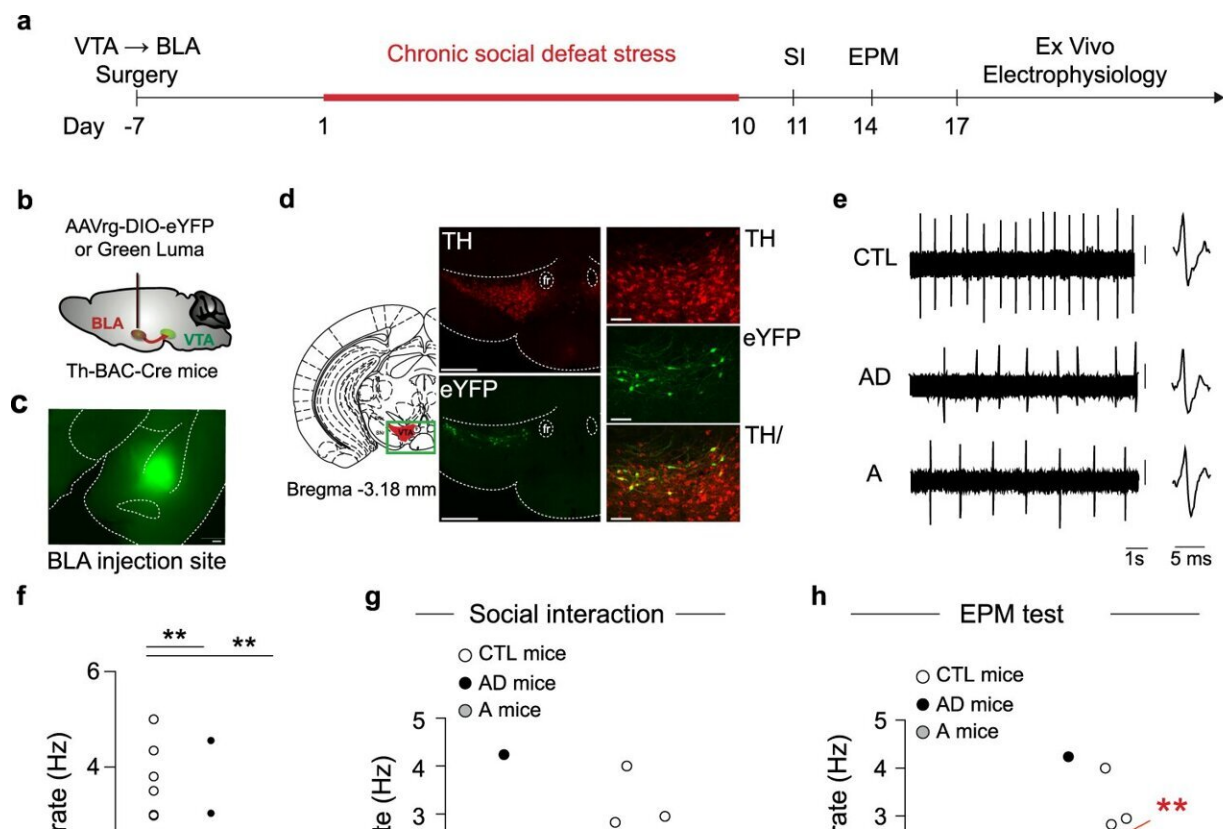 a
VTA → BLA
Surgery
Chronic social defeat stress
SI
EPM
Ex Vivo
Electrophysiology
Day
-7
1
10
11
14
17
b
AAVrg-DIO-eYFP
or Green Luma
BLA
VTA
Th-BAC-Cre mice
c
BLA injection site
d
VTA
Bregma -3.18 mm
TH
fr
eYFP
fr
TH
eYFP
TH/
e
CTL
AD
A
1s
5 ms
f
**
**
6
4
rate (Hz)
g
Social interaction
CTL mice
AD mice
A mice
5
4
3
h
EPM test
CTL mice
AD mice
A mice
5
4
3
rate (Hz)
**